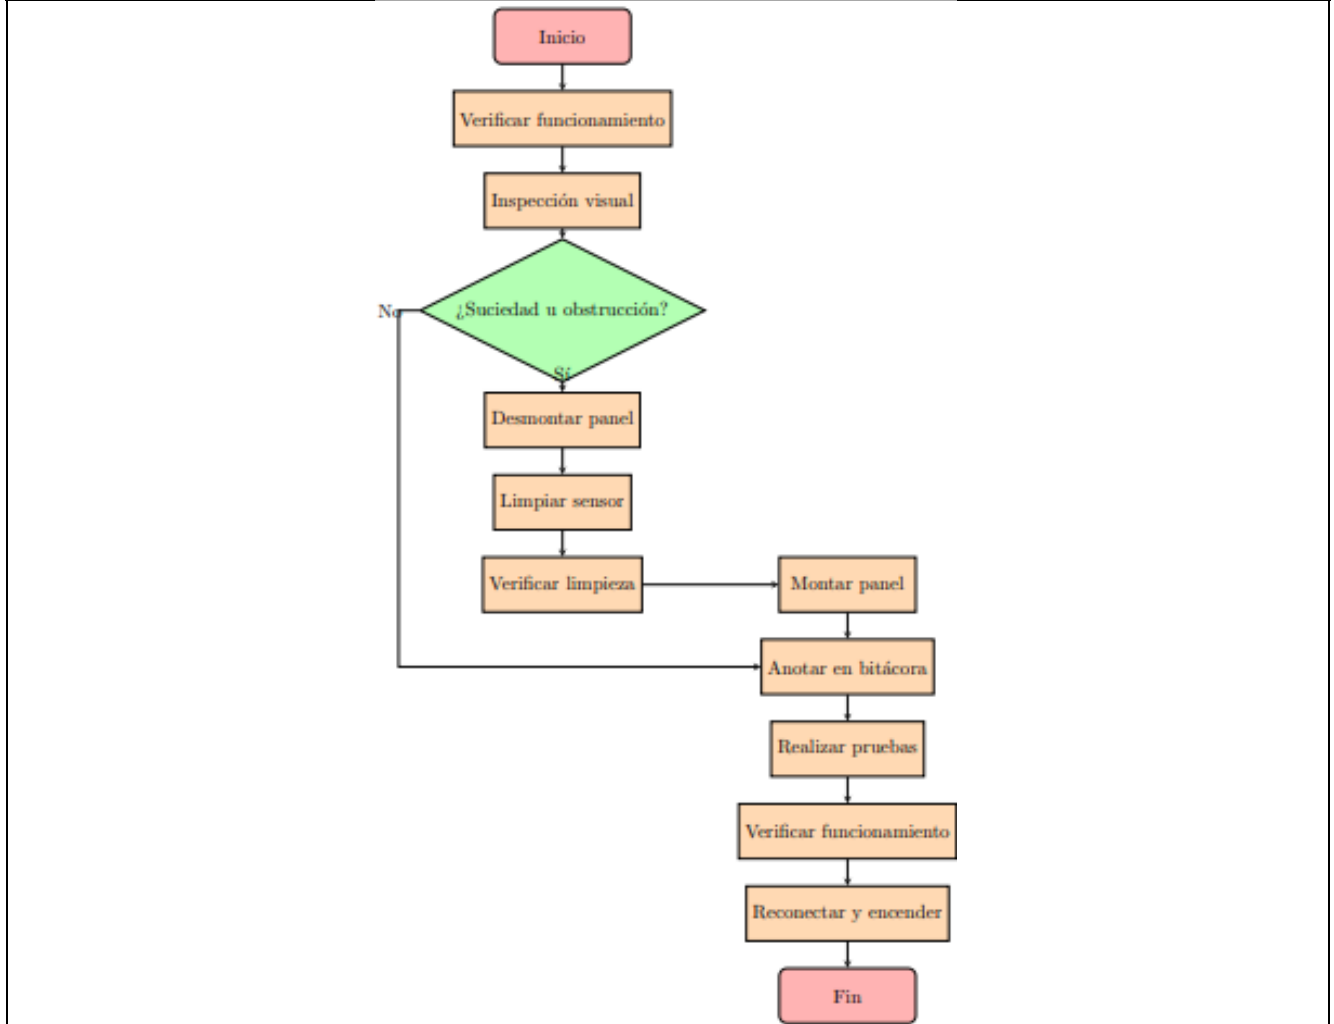 Inicio
Verificar funcionamiento
Inspección visual
¿Suciedad u obstrucción?
No
Sí
Desmontar panel
Limpiar sensor
Verificar limpieza
Montar panel
Anotar en bitácora
Realizar pruebas
Verificar funcionamiento
Reconectar y encender
Fin